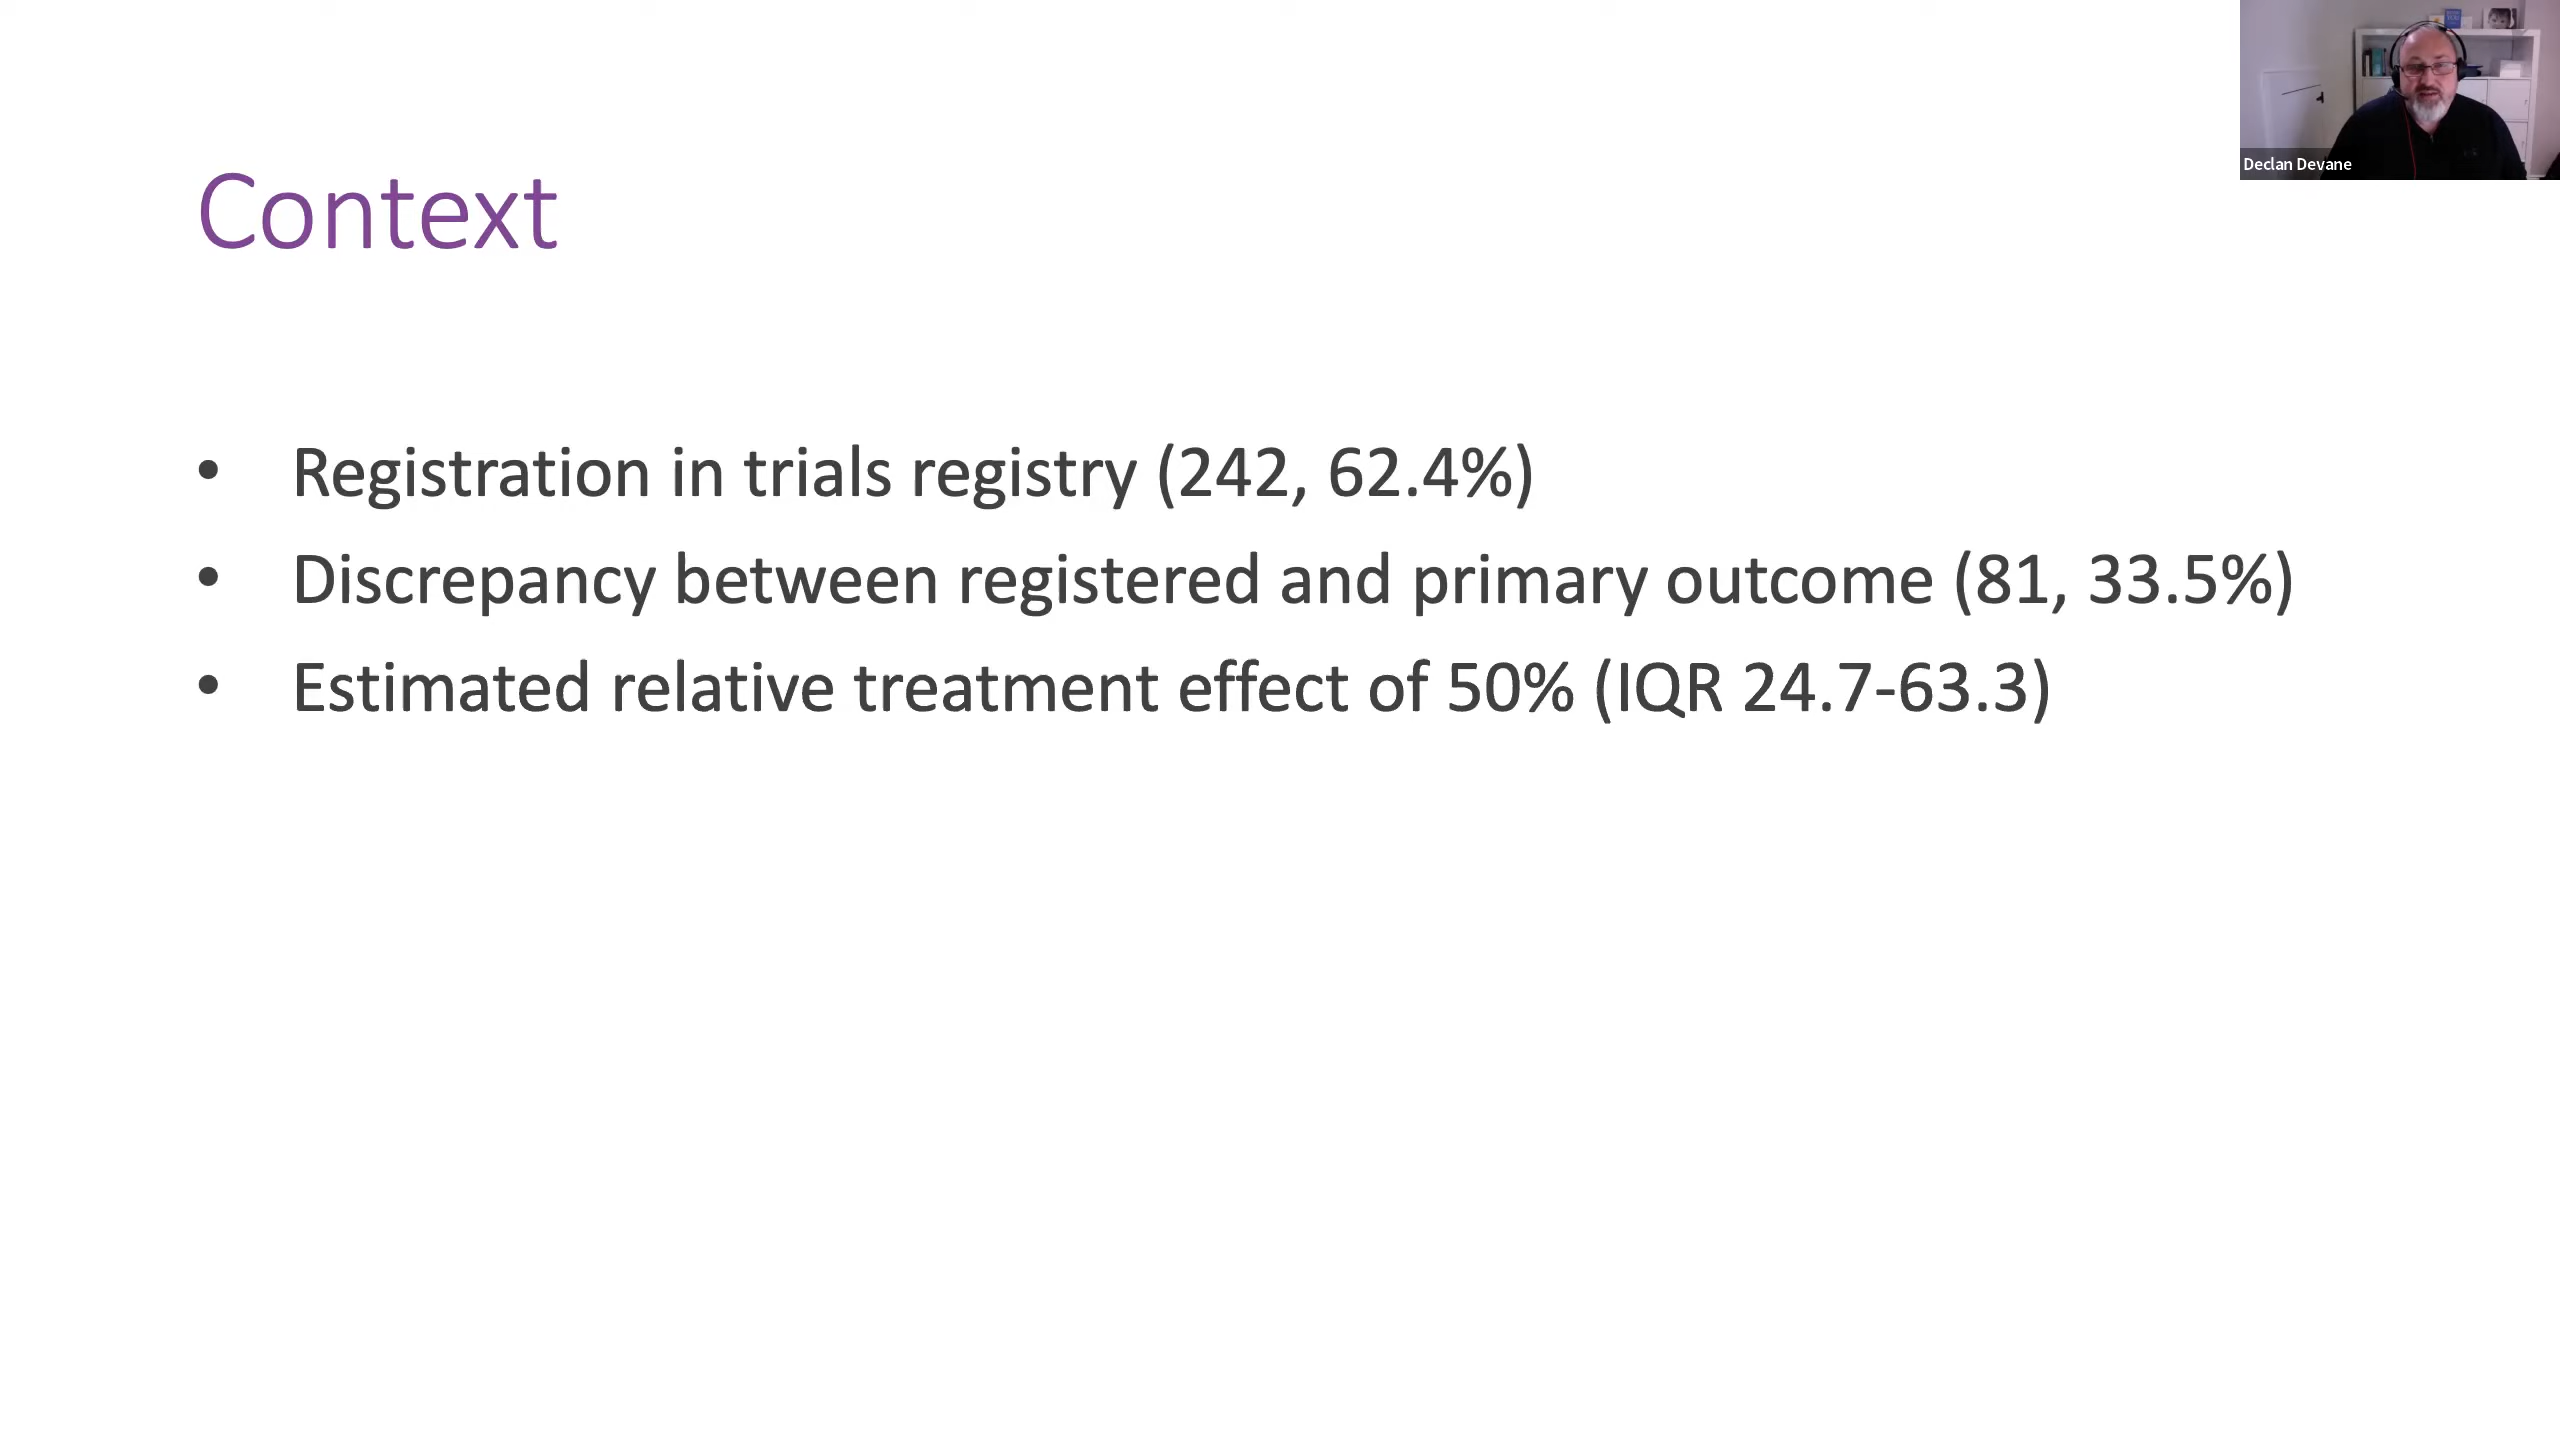 Context
Declan Devane
• Registration in trials registry (242, 62.4%)
• Discrepancy between registered and primary outcome (81, 33.5%)
• Estimated relative treatment effect of 50% (IQR 24.7-63.3)